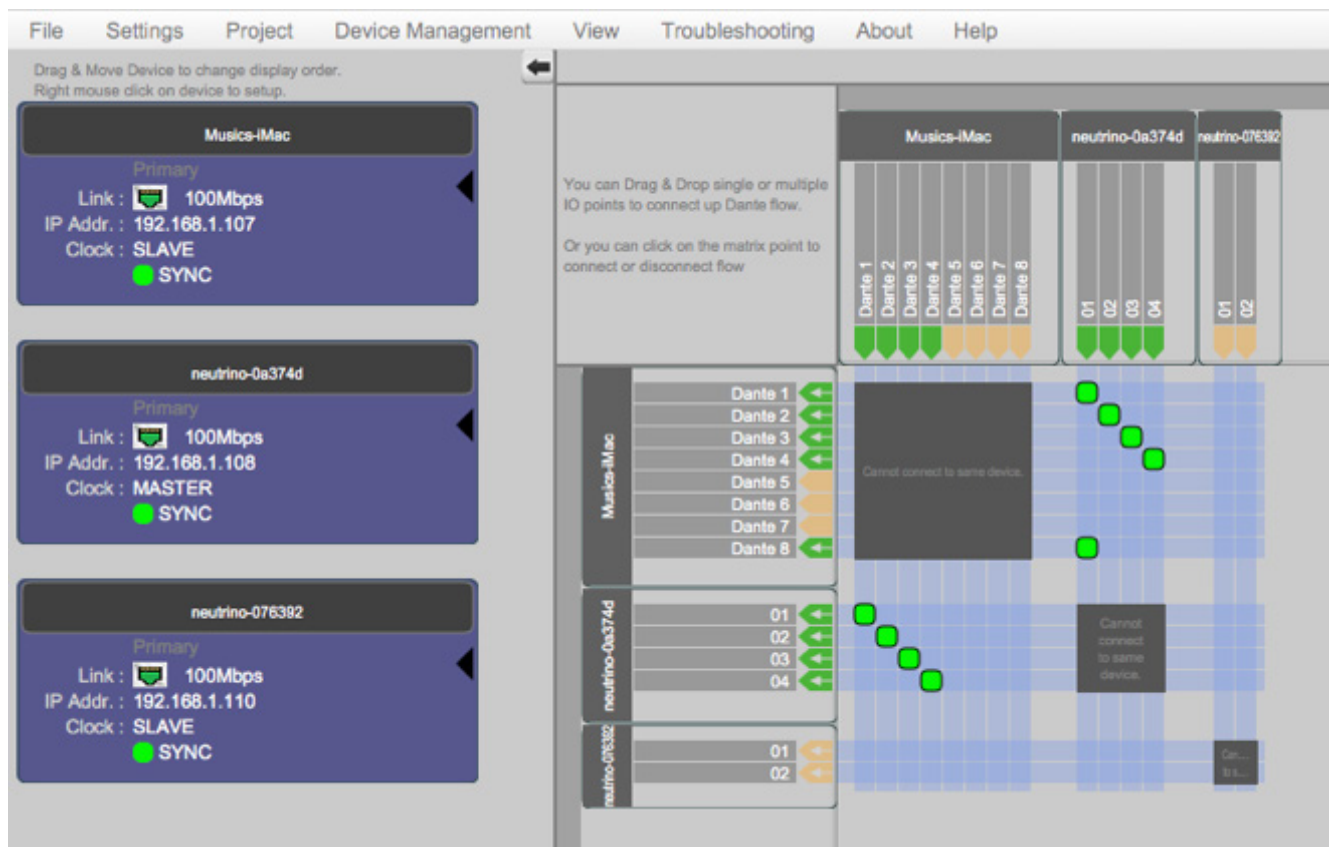 File Settings Project Device Management View Troubleshooting About Help
Drag & Move Device to change display order.
Right mouse click on device to setup.
Musics-iMac
Primary
Link : 100Mbps
IP Addr. : 192.168.1.107
Clock : SLAVE
SYNC
neutrino-0a374d
Primary
Link : 100Mbps
IP Addr. : 192.168.1.108
Clock : MASTER
SYNC
neutrino-076392
Primary
Link : 100Mbps
IP Addr. : 192.168.1.110
Clock : SLAVE
SYNC
You can Drag & Drop single or multiple
IO points to connect up Dante flow.
Or you can click on the matrix point to
connect or disconnect flow
Musics-iMac
Dante 1
Dante 2
Dante 3
Dante 4
Dante 5
Dante 6
Dante 7
Dante 8
neutrino-0a374d
01
02
03
04
neutrino-076392
01
02
Musics-iMac
Dante 1
Dante 2
Dante 3
Dante 4
Dante 5
Dante 6
Dante 7
Dante 8
Cannot connect to same device.
neutrino-0a374d
01
02
03
04
Cannot
connect
to same
device.
neutrino-076392
01
02
Can...
to s...